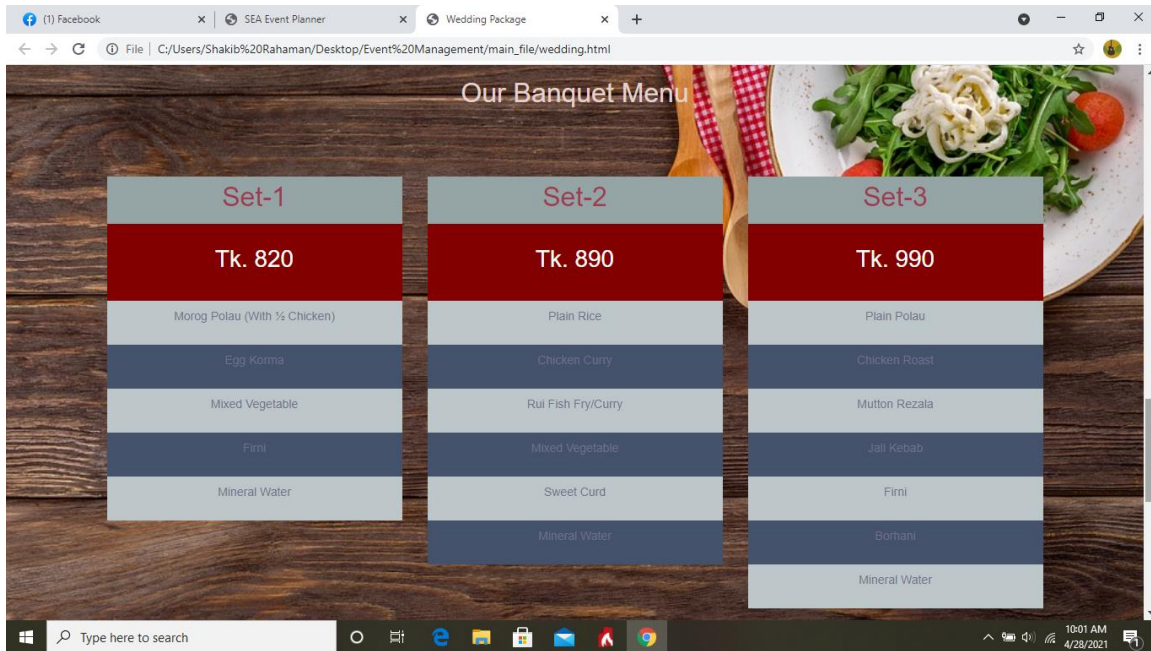 (1) Facebook
SEA Event Planner
Wedding Package
File | C:/Users/Shakib%20Rahaman/Desktop/Event%20Management/main_file/wedding.html
Our Banquet Menu
Set-1
Tk. 820
Morog Polau (With ½ Chicken)
Egg Korma
Mixed Vegetable
Firni
Mineral Water
Set-2
Tk. 890
Plain Rice
Chicken Curry
Rui Fish Fry/Curry
Mixed Vegetable
Sweet Curd
Mineral Water
Set-3
Tk. 990
Plain Polau
Chicken Roast
Mutton Rezala
Jali Kebab
Firni
Borhani
Mineral Water
Type here to search
10:01 AM
4/28/2021
1